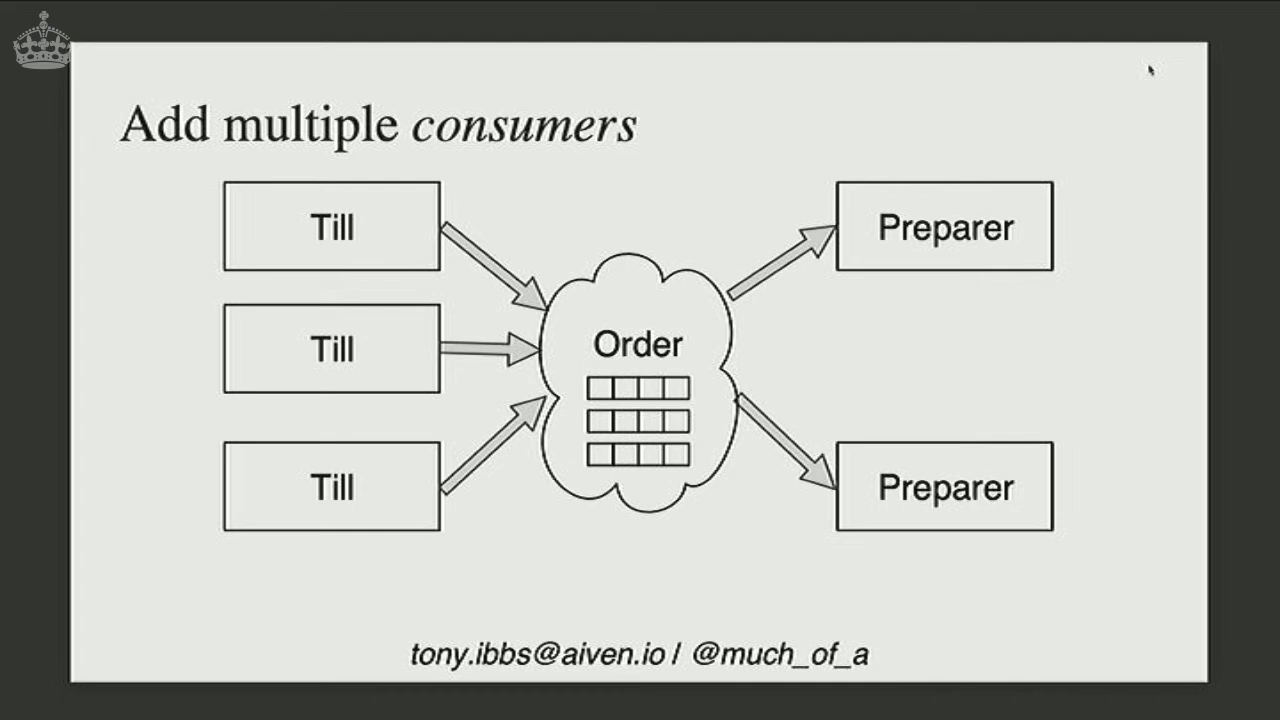 Add multiple consumers
Till
Preparer
Till
Order
Till
Preparer
tony.ibbs@aiven.io / @much_of_a